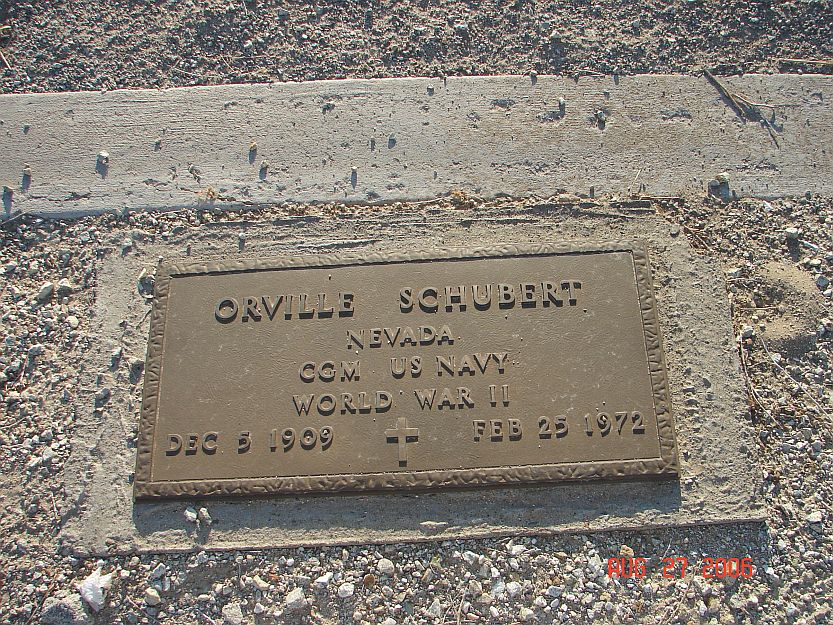 ORVILLE SCHUBERT
NEVADA
CGM US NAVY
WORLD WAR II
DEC 5 1909 FEB 25 1972
AUG 27 2006